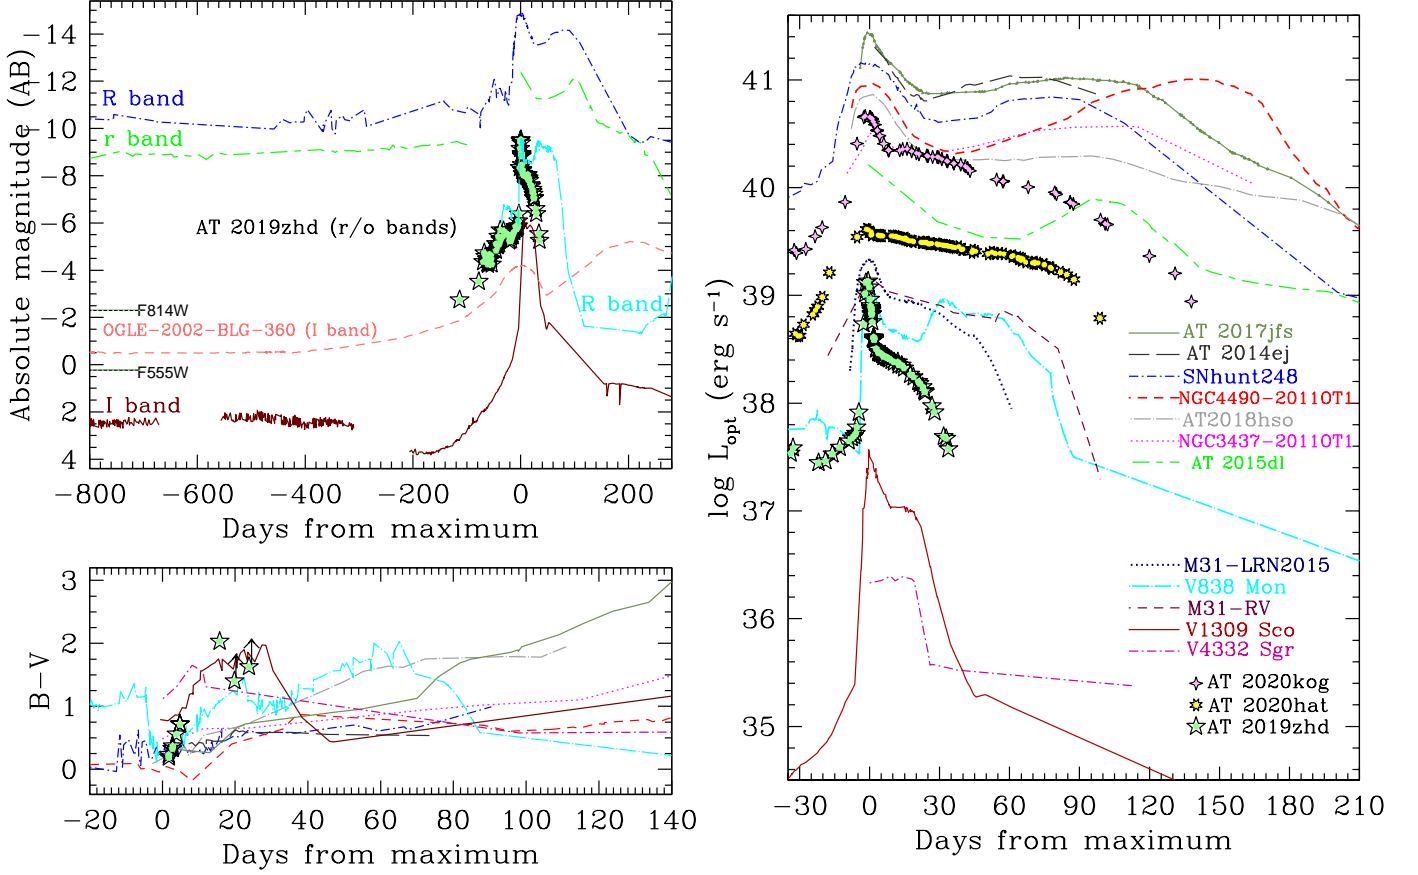 Absolute magnitude (AB)
−14
−12
−10
−8
−6
−4
−2
0
2
4
R band
r band
AT 2019zhd (r/o bands)
F814W
OGLE−2002−BLG−360 (I band)
R band
F555W
I band
−800 −600 −400 −200 0 200
Days from maximum
B−V
3
2
1
0
−20 0 20 40 60 80 100 120 140
Days from maximum
log Lopt (erg s⁻¹)
41
40
39
38
37
36
35
AT 2017jfs
AT 2014ej
SNhunt248
NGC4490−2011OT1
AT2018hso
NGC3437−2011OT1
AT 2015dl
M31−LRN2015
V838 Mon
M31−RV
V1309 Sco
V4332 Sgr
AT 2020kog
AT 2020hat
AT 2019zhd
−30 0 30 60 90 120 150 180 210
Days from maximum